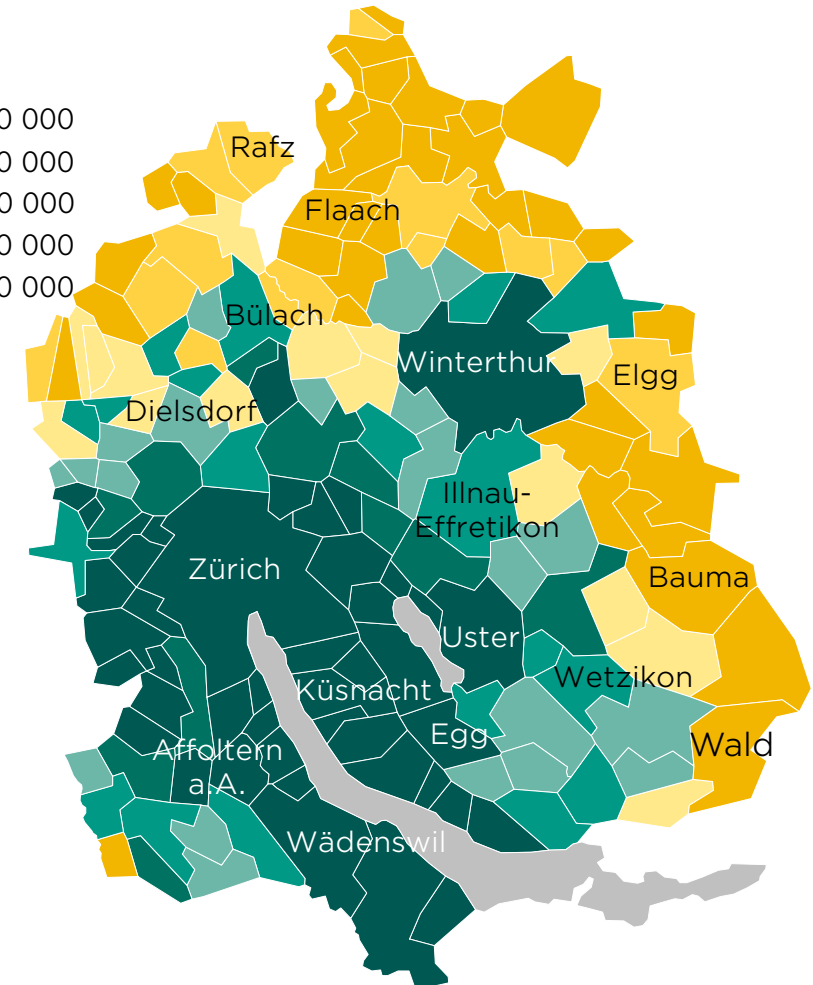 0 000
0 000
0 000
0 000
0 000
Rafz
Flaach
Bülach
Winterthur
Elgg
Dielsdorf
Illnau-
Effretikon
Zürich
Bauma
Uster
Wetzikon
Küsnacht
Egg
Wald
Affoltern
a.A.
Wädenswil